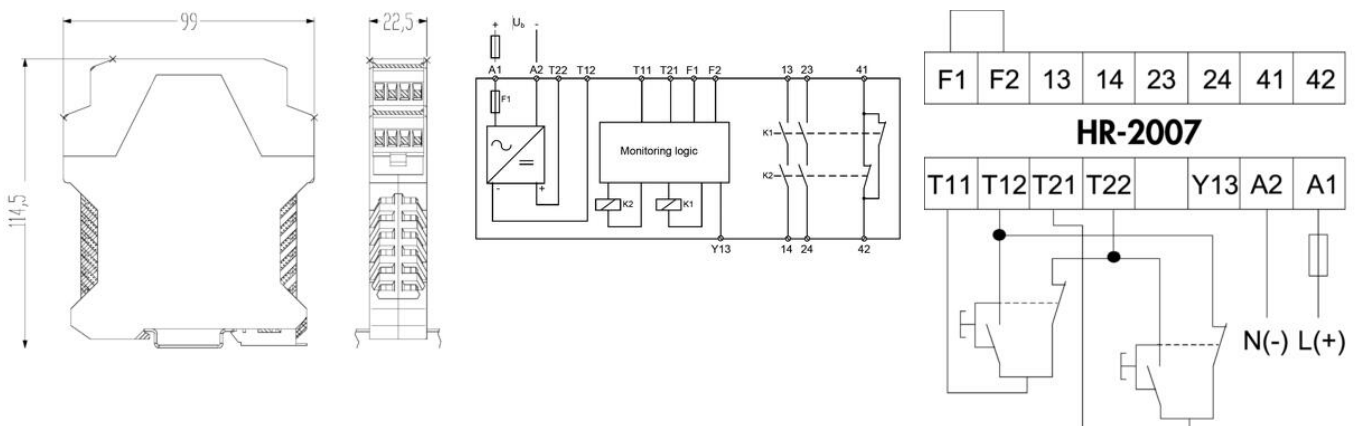 99
22,5
114,5
+ U_b -
A1 A2 T22 T12 T11 T21 F1 F2 13 23 41
F1
K1
Monitoring logic
K2
- +
K2 K1
Y13 14 24 42
F1 F2 13 14 23 24 41 42
HR-2007
T11 T12 T21 T22 Y13 A2 A1
N(-) L(+)